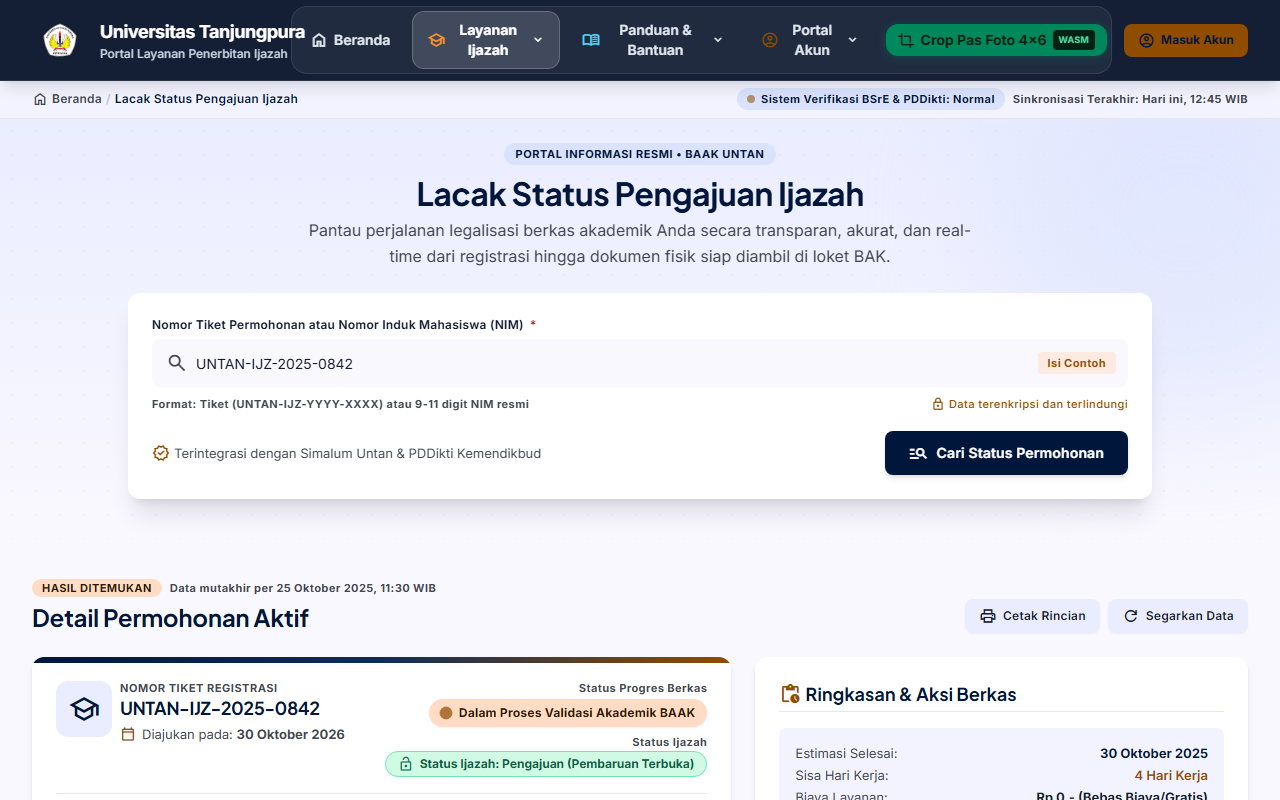 Universitas Tanjungpura
Portal Layanan Penerbitan Ijazah
Beranda
Layanan Ijazah
Panduan & Bantuan
Portal Akun
Crop Pas Foto 4×6 WASM
Masuk Akun
Beranda / Lacak Status Pengajuan Ijazah
Sistem Verifikasi BSrE & PDDikti: Normal
Sinkronisasi Terakhir: Hari ini, 12:45 WIB
PORTAL INFORMASI RESMI • BAAK UNTAN
Lacak Status Pengajuan Ijazah
Pantau perjalanan legalisasi berkas akademik Anda secara transparan, akurat, dan real-
time dari registrasi hingga dokumen fisik siap diambil di loket BAK.
Nomor Tiket Permohonan atau Nomor Induk Mahasiswa (NIM) *
UNTAN-IJZ-2025-0842
Isi Contoh
Format: Tiket (UNTAN-IJZ-YYYY-XXXX) atau 9-11 digit NIM resmi
Data terenkripsi dan terlindungi
Terintegrasi dengan Simalum Untan & PDDikti Kemendikbud
Cari Status Permohonan
HASIL DITEMUKAN
Data mutakhir per 25 Oktober 2025, 11:30 WIB
Detail Permohonan Aktif
Cetak Rincian
Segarkan Data
NOMOR TIKET REGISTRASI
UNTAN-IJZ-2025-0842
Diajukan pada: 30 Oktober 2026
Status Progres Berkas
Dalam Proses Validasi Akademik BAAK
Status Ijazah
Status Ijazah: Pengajuan (Pembaruan Terbuka)
Ringkasan & Aksi Berkas
Estimasi Selesai: 30 Oktober 2025
Sisa Hari Kerja: 4 Hari Kerja
Biaya Layanan: Rp 0,- (Bebas Biaya/Gratis)